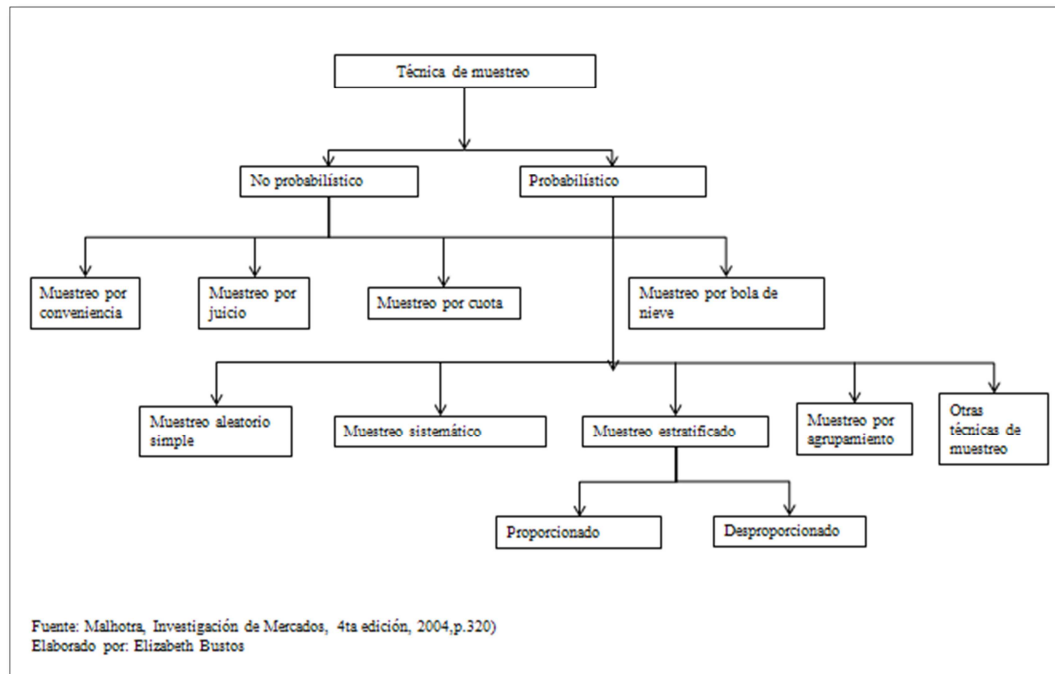 Técnica de muestreo
No probabilístico
Probabilístico
Muestreo por
conveniencia
Muestreo por
juicio
Muestreo por cuota
Muestreo por bola de
nieve
Muestreo aleatorio
simple
Muestreo sistemático
Muestreo estratificado
Muestreo por
agrupamiento
Otras
técnicas de
muestreo
Proporcionado
Desproporcionado
Fuente: Malhotra, Investigación de Mercados, 4ta edición, 2004,p.320)
Elaborado por: Elizabeth Bustos